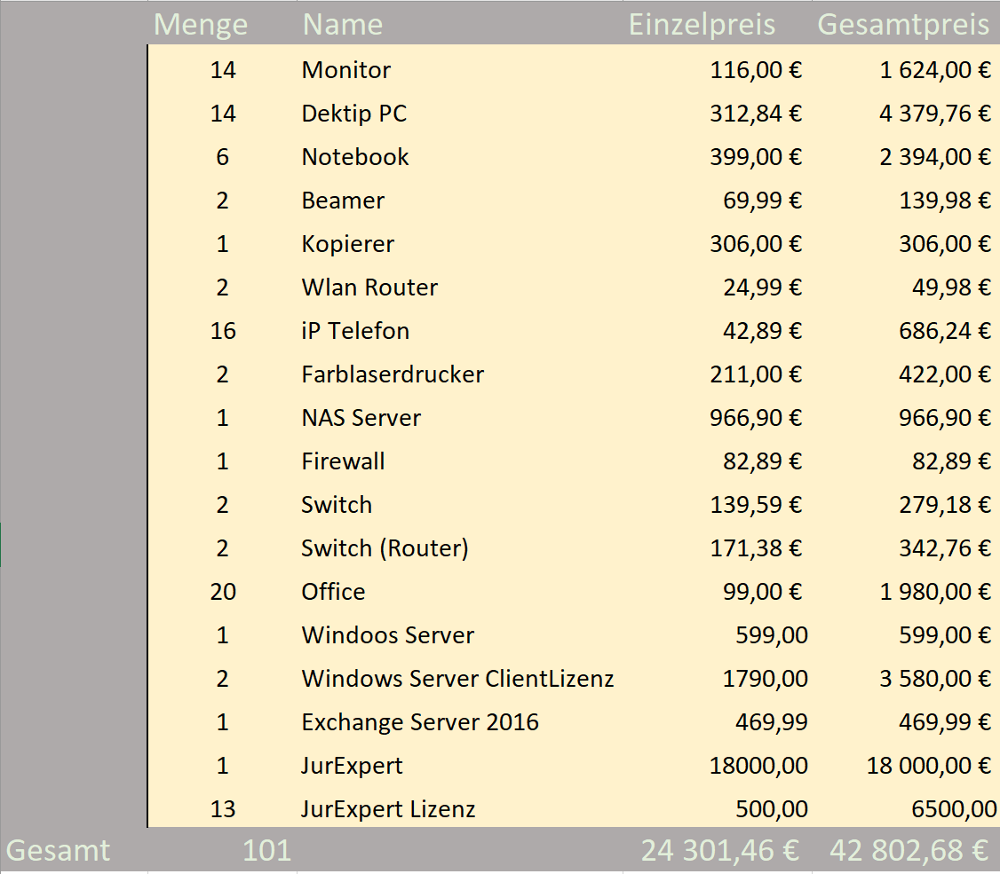 Menge Name Einzelpreis Gesamtpreis
14 Monitor 116,00 € 1 624,00 €
14 Dektip PC 312,84 € 4 379,76 €
6 Notebook 399,00 € 2 394,00 €
2 Beamer 69,99 € 139,98 €
1 Kopierer 306,00 € 306,00 €
2 Wlan Router 24,99 € 49,98 €
16 iP Telefon 42,89 € 686,24 €
2 Farblaserdrucker 211,00 € 422,00 €
1 NAS Server 966,90 € 966,90 €
1 Firewall 82,89 € 82,89 €
2 Switch 139,59 € 279,18 €
2 Switch (Router) 171,38 € 342,76 €
20 Office 99,00 € 1 980,00 €
1 Windoos Server 599,00 599,00 €
2 Windows Server ClientLizenz 1790,00 3 580,00 €
1 Exchange Server 2016 469,99 469,99 €
1 JurExpert 18000,00 18 000,00 €
13 JurExpert Lizenz 500,00 6500,00
Gesamt 101 24 301,46 € 42 802,68 €